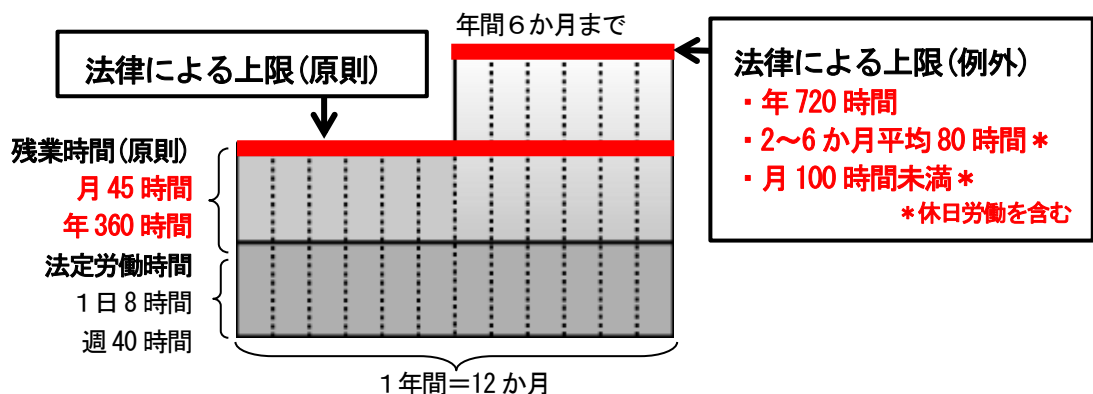 年間６か月まで
法律による上限（原則）
法律による上限（例外）
・年 720 時間
・2～6 か月平均 80 時間＊
・月 100 時間未満＊
＊休日労働を含む
残業時間（原則）
月 45 時間
年 360 時間
法定労働時間
１日 8 時間
週 40 時間
１年間＝12 か月